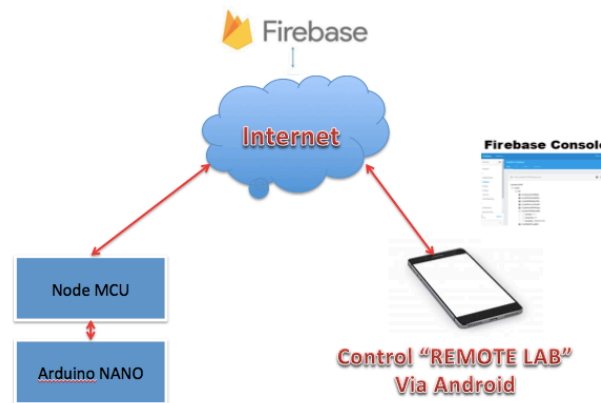 Firebase
Internet
Firebase Console
Node MCU
Arduino NANO
Control “REMOTE LAB”
Via Android